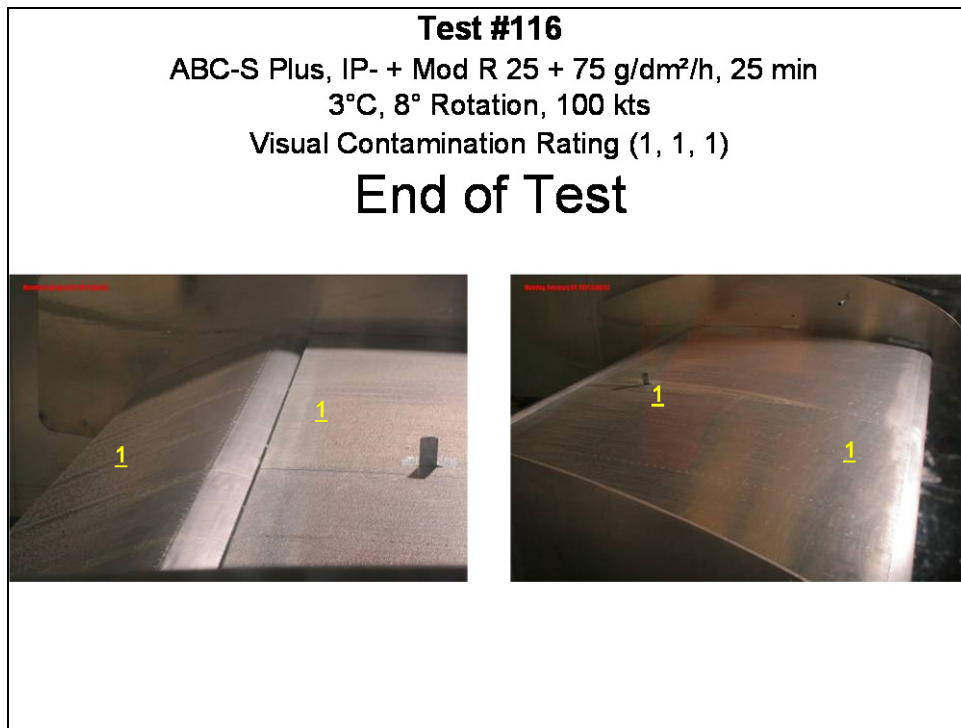 Test #116
ABC-S Plus, IP- + Mod R 25 + 75 g/dm²/h, 25 min
3°C, 8° Rotation, 100 kts
Visual Contamination Rating (1, 1, 1)
End of Test
1
1
1
1